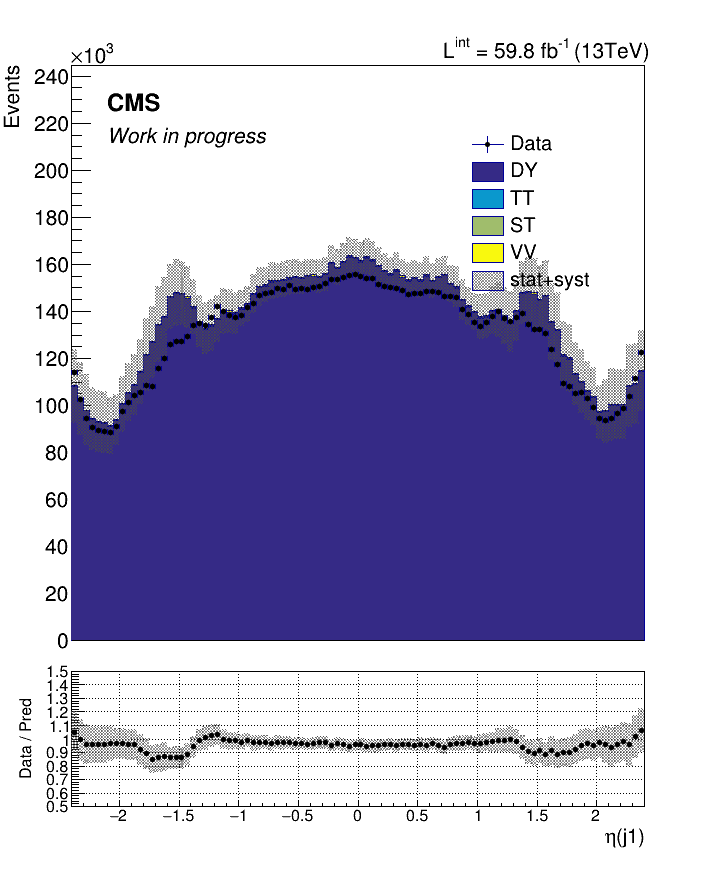 ×10³
L^int = 59.8 fb⁻¹ (13TeV)
Events
240
220
200
180
160
140
120
100
80
60
40
20
0
CMS
Work in progress
Data
DY
TT
ST
VV
stat+syst
Data / Pred
1.5
1.4
1.3
1.2
1.1
1
0.9
0.8
0.7
0.6
0.5
−2 −1.5 −1 −0.5 0 0.5 1 1.5 2
η(j1)